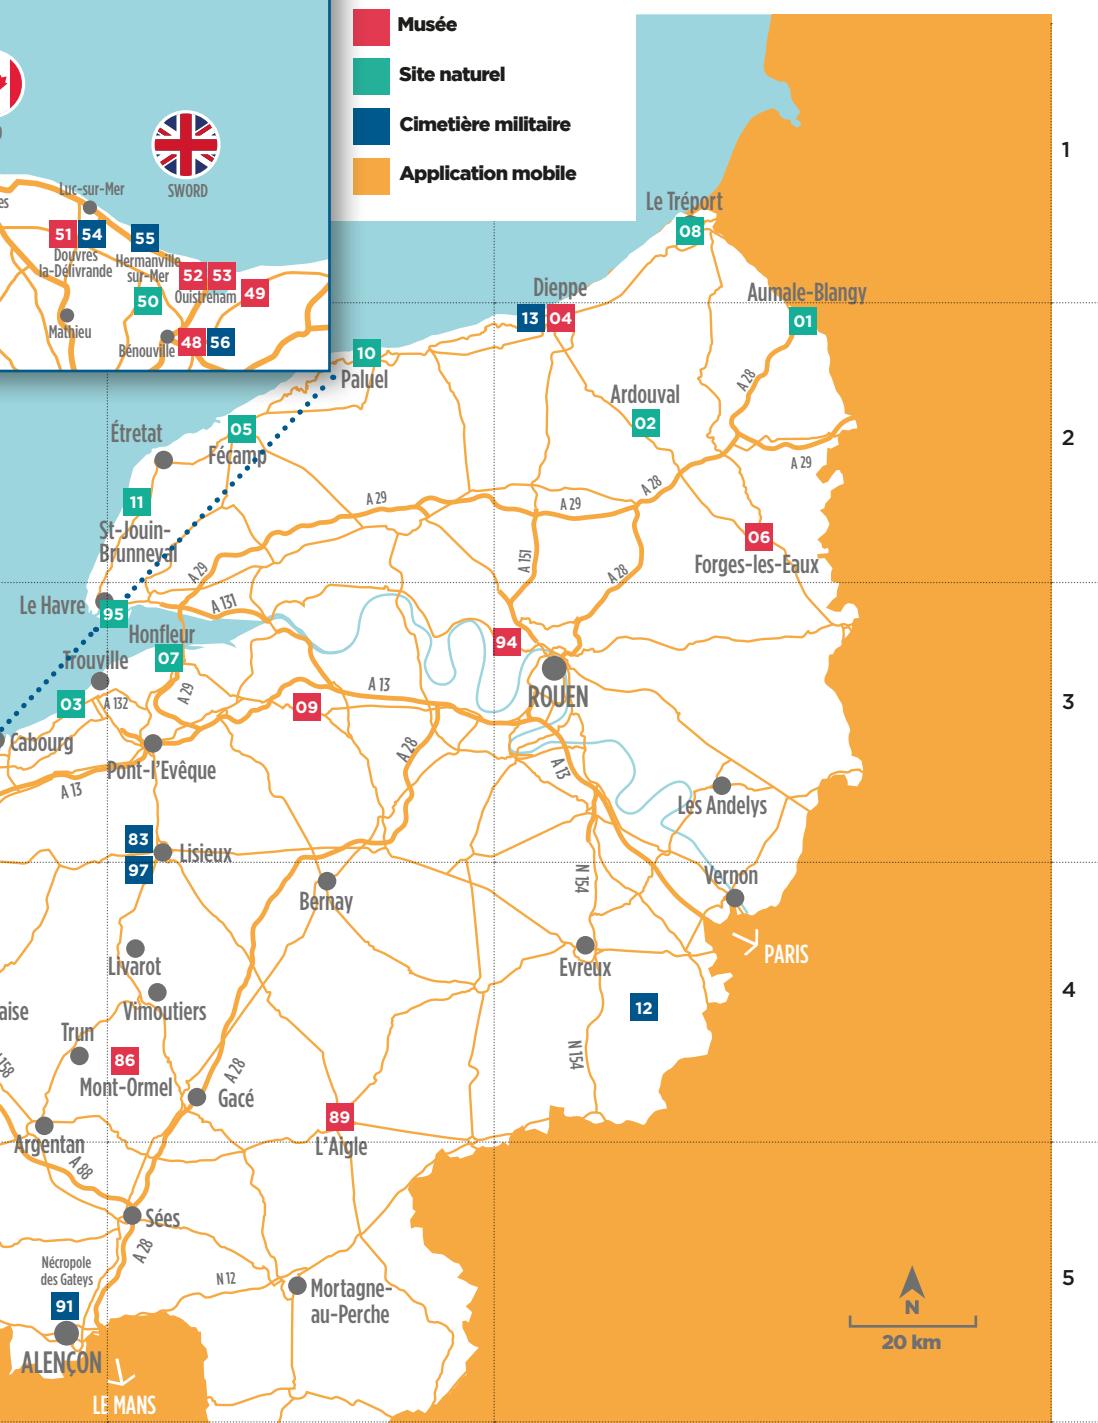 Musée
Site naturel
Cimetière militaire
Application mobile
SWORD
es
Luc-sur-Mer
51
54
55
Douvres
la-Délivrande
Hermanville
sur-Mer
52
53
49
50
Ouistreham
Mathieu
Bénouville
48
56
1
2
3
4
5
Le Tréport
08
Dieppe
13
04
Aumale-Blangy
01
10
Paluel
Ardouval
02
A 28
A 29
Étretat
05
Fécamp
11
St-Jouin-
Brunneval
A 29
A 29
A 28
A 29
A 151
A 28
06
Forges-les-Eaux
Le Havre
95
A 131
Honfleur
07
Trouville
03
A 132
A 29
94
ROUEN
A 13
09
Cabourg
Pont-l'Evêque
A 13
A 28
A 13
Les Andelys
83
Lisieux
97
Bernay
N 154
Vernon
PARIS
Livarot
Evreux
Vimoutiers
12
aise
Trun
86
Mont-Ormel
158
A 28
Gacé
N 154
89
L'Aigle
Argentan
A 88
Sées
A 28
Nécropole
des Gateys
91
N 12
Mortagne-
au-Perche
ALENÇON
LE MANS
N
20 km